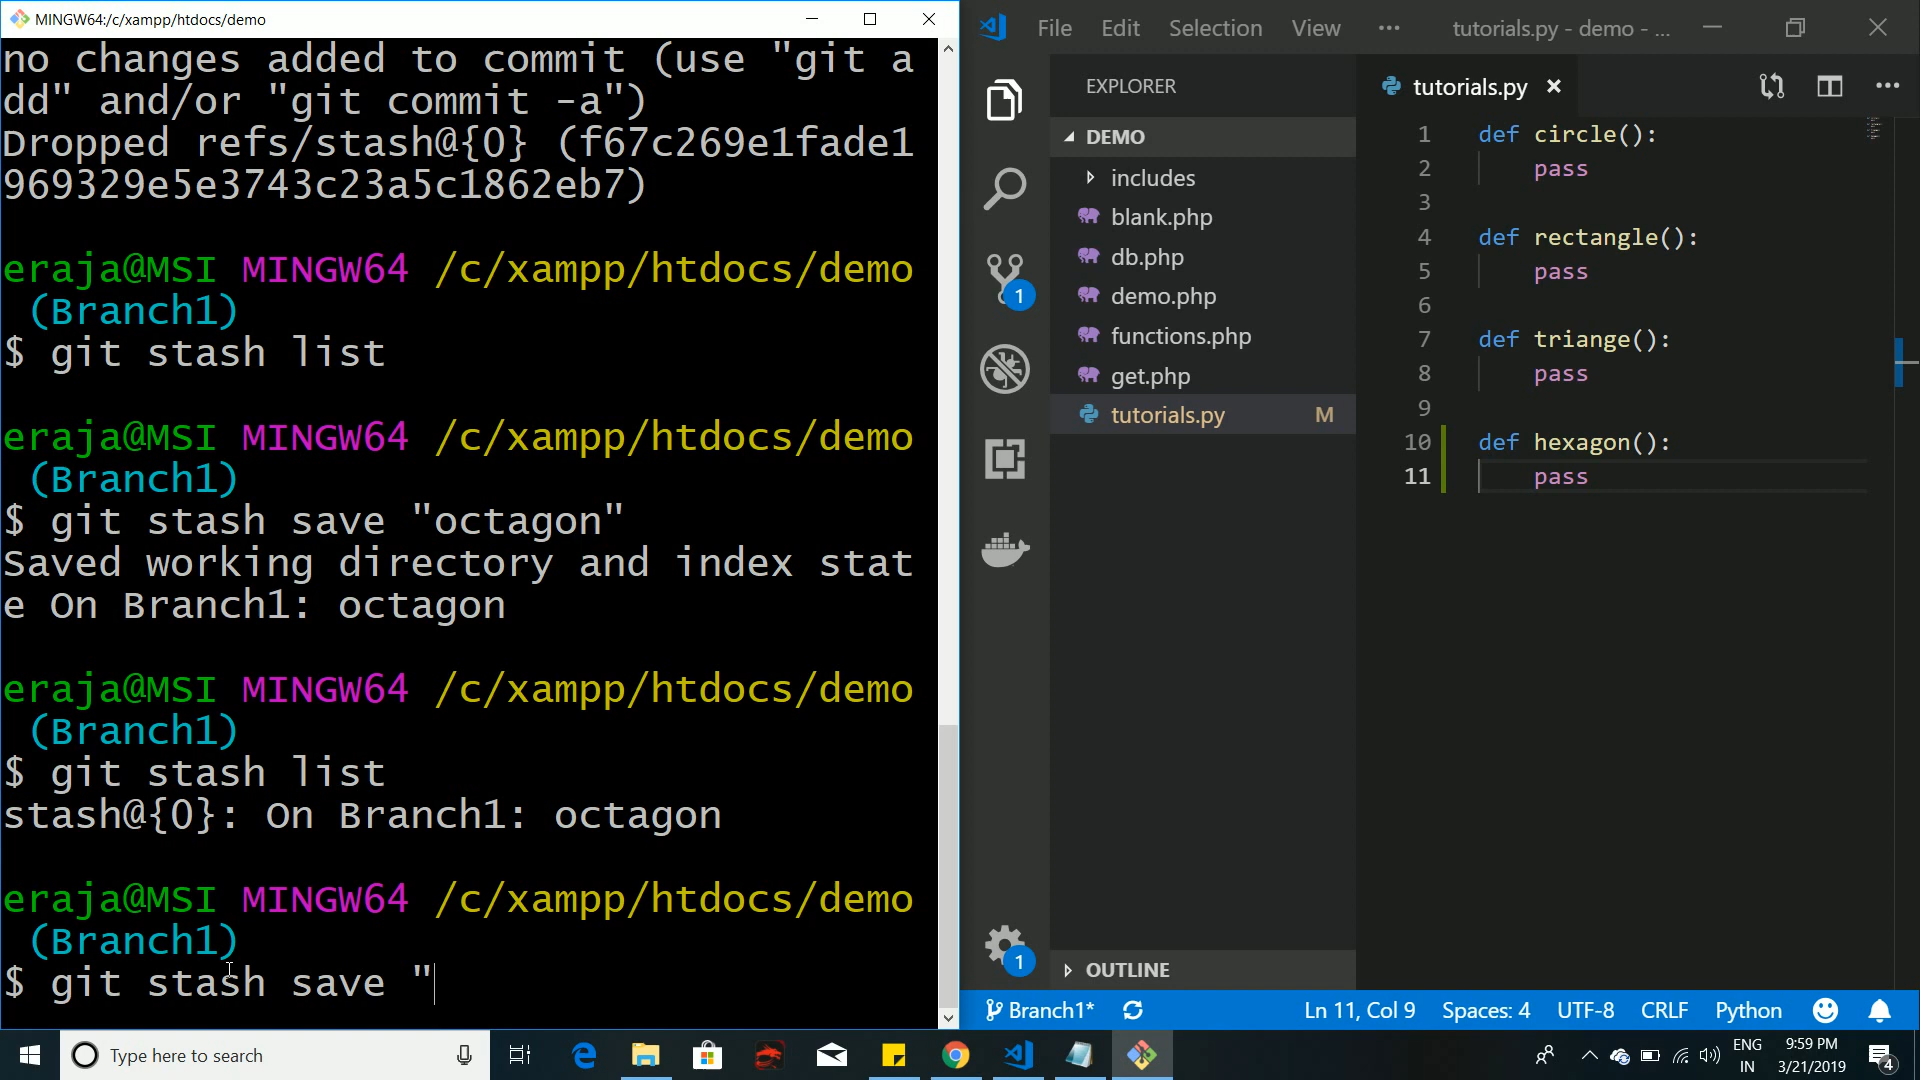 MINGW64:/c/xampp/htdocs/demo
no changes added to commit (use "git a
dd" and/or "git commit -a")
Dropped refs/stash@{0} (f67c269e1fade1
969329e5e3743c23a5c1862eb7)
eraja@MSI MINGW64 /c/xampp/htdocs/demo
(Branch1)
$ git stash list
eraja@MSI MINGW64 /c/xampp/htdocs/demo
(Branch1)
$ git stash save "octagon"
Saved working directory and index stat
e On Branch1: octagon
eraja@MSI MINGW64 /c/xampp/htdocs/demo
(Branch1)
$ git stash list
stash@{0}: On Branch1: octagon
eraja@MSI MINGW64 /c/xampp/htdocs/demo
(Branch1)
$ git stash save "
File Edit Selection View ··· tutorials.py - demo - ...
EXPLORER
DEMO
includes
blank.php
db.php
demo.php
functions.php
get.php
tutorials.py M
OUTLINE
1
1
tutorials.py
1 def circle():
2 pass
3
4 def rectangle():
5 pass
6
7 def triange():
8 pass
9
10 def hexagon():
11 pass
Branch1* Ln 11, Col 9 Spaces: 4 UTF-8 CRLF Python
Type here to search
ENG
IN
9:59 PM
3/21/2019
4